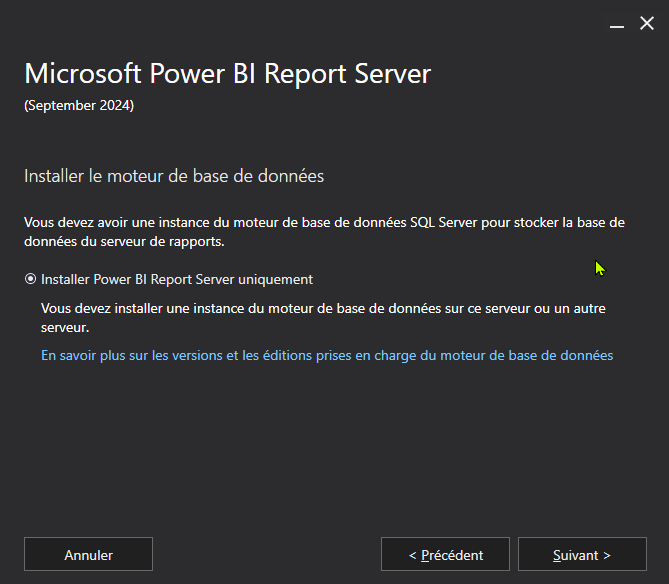 Microsoft Power BI Report Server
(September 2024)
Installer le moteur de base de données
Vous devez avoir une instance du moteur de base de données SQL Server pour stocker la base de
données du serveur de rapports.
Installer Power BI Report Server uniquement
Vous devez installer une instance du moteur de base de données sur ce serveur ou un autre
serveur.
En savoir plus sur les versions et les éditions prises en charge du moteur de base de données
Annuler
< Précédent
Suivant >